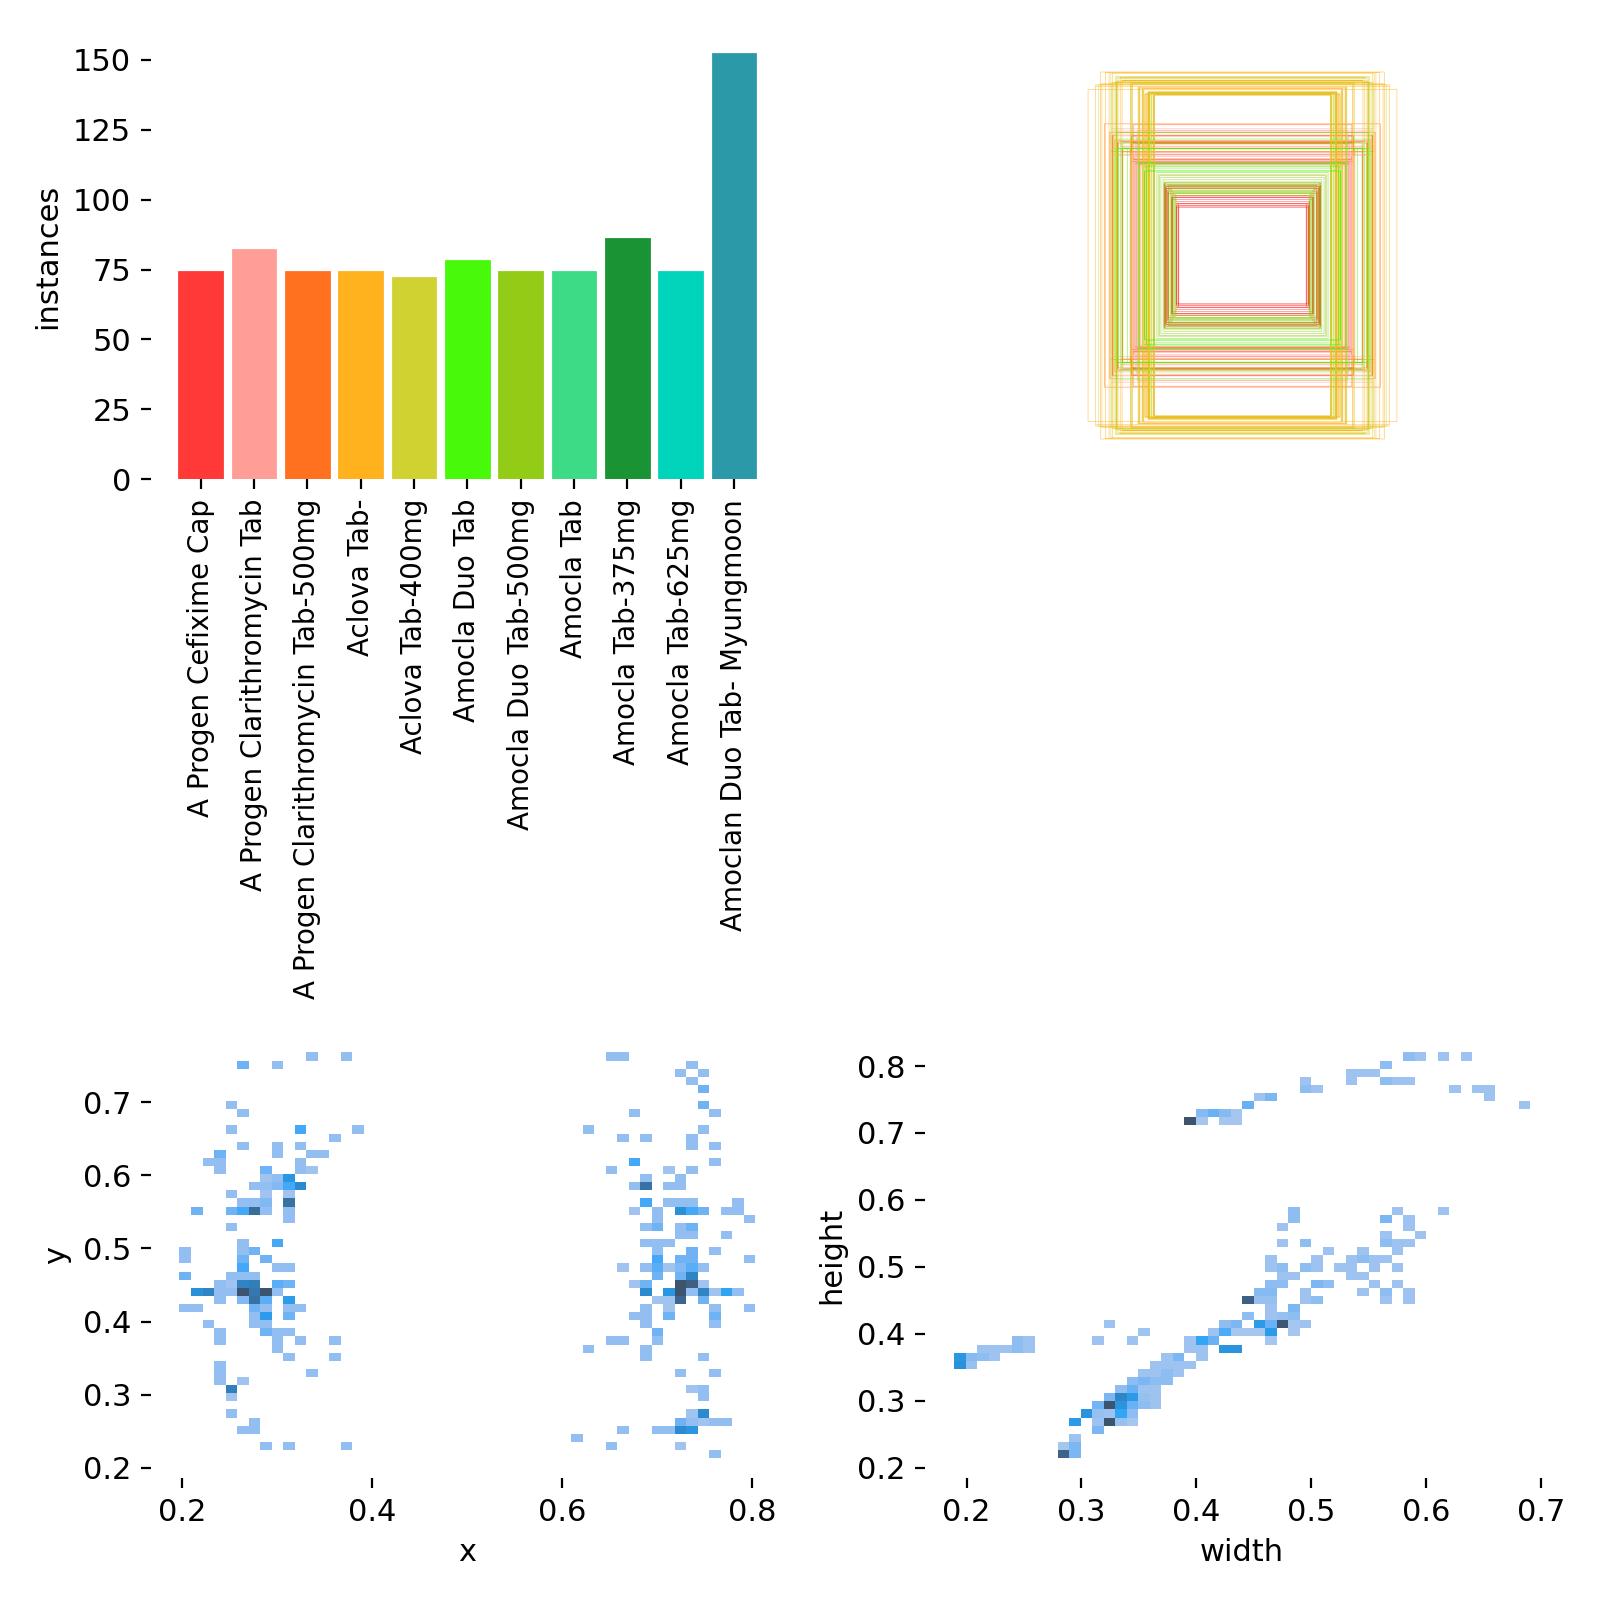 150
125
100
75
50
25
0
instances
A Progen Cefixime Cap
A Progen Clarithromycin Tab
A Progen Clarithromycin Tab-500mg
Aclova Tab-
Aclova Tab-400mg
Amocla Duo Tab
Amocla Duo Tab-500mg
Amocla Tab
Amocla Tab-375mg
Amocla Tab-625mg
Amoclan Duo Tab- Myungmoon
0.7
0.6
0.5
0.4
0.3
0.2
y
0.2 0.4 0.6 0.8
x
0.8
0.7
0.6
0.5
0.4
0.3
0.2
height
0.2 0.3 0.4 0.5 0.6 0.7
width